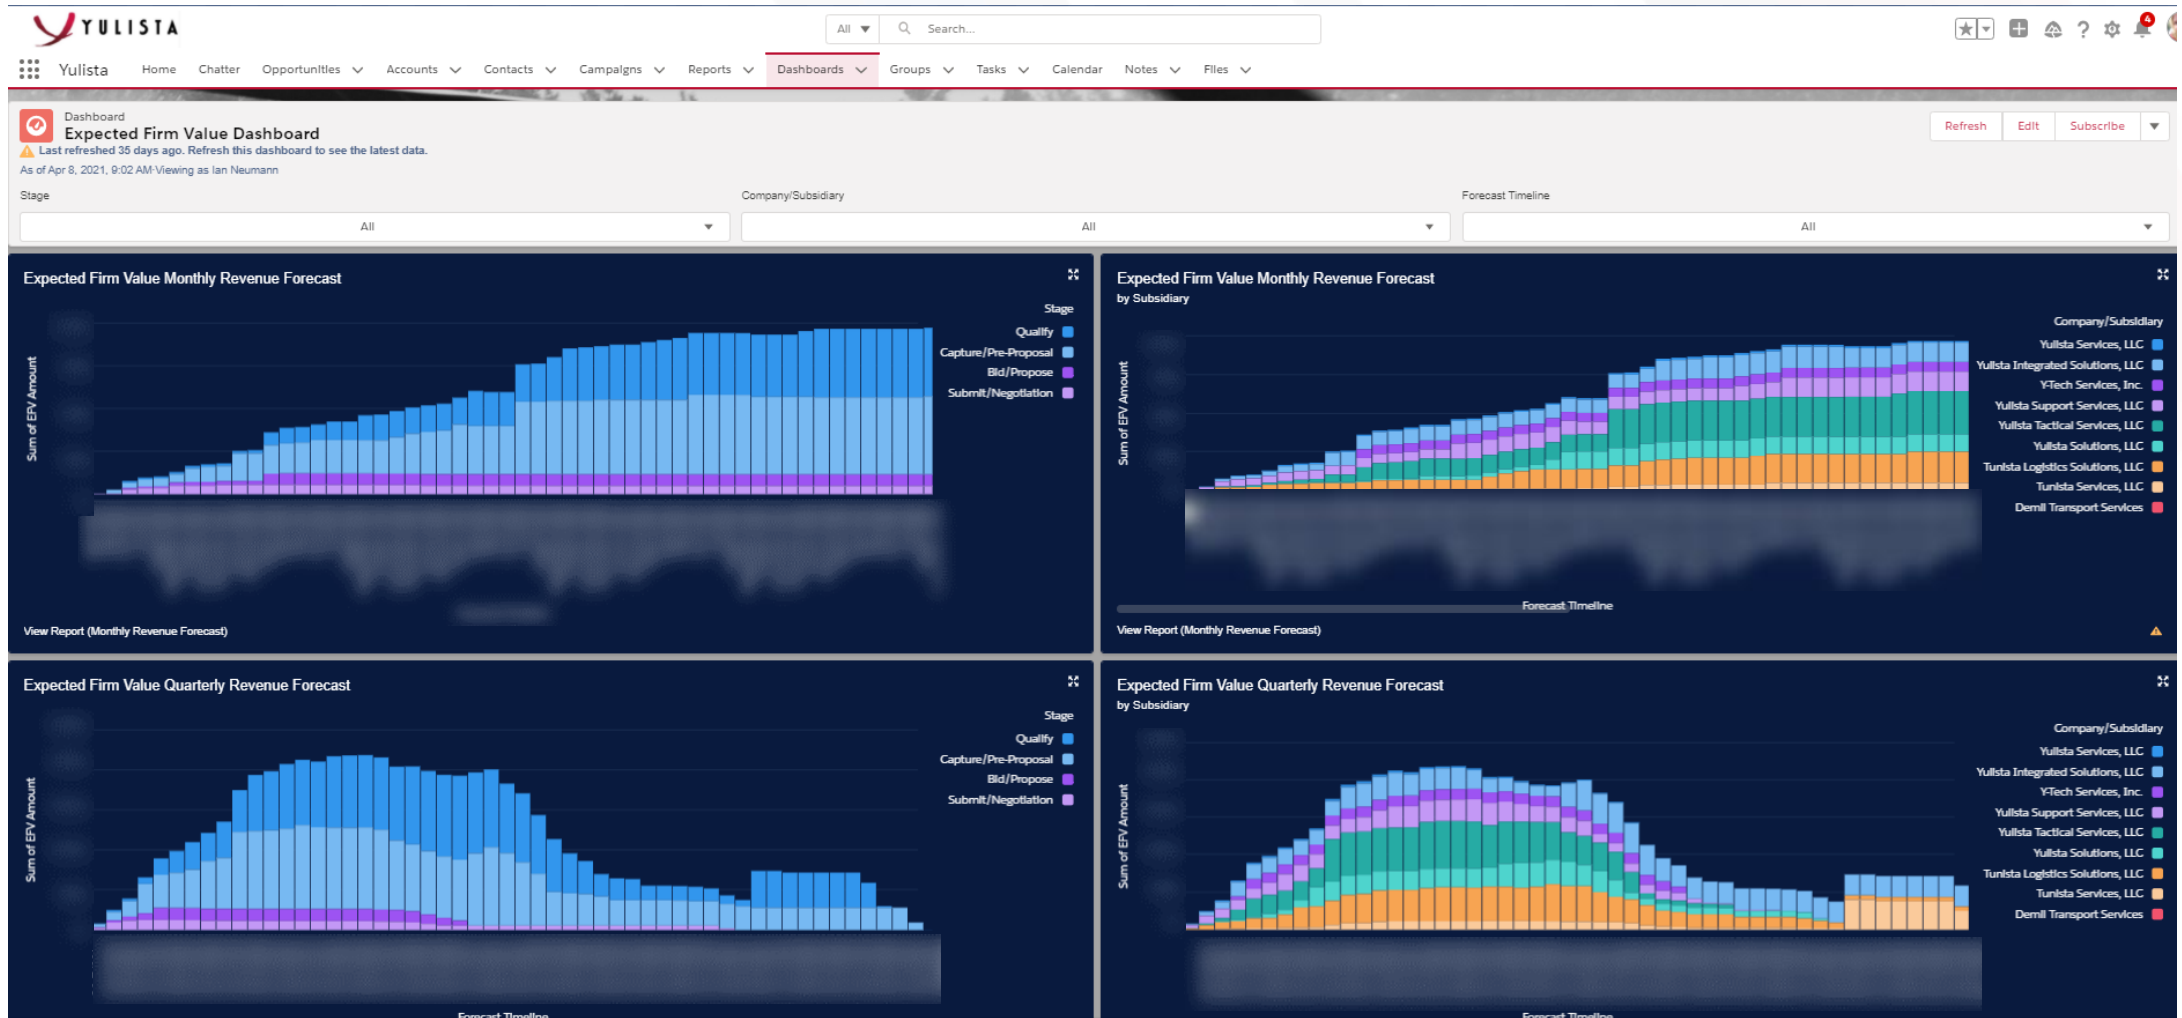 YULISTA
All
Search...
4
Yulista
Home
Chatter
Opportunities
Accounts
Contacts
Campaigns
Reports
Dashboards
Groups
Tasks
Calendar
Notes
Files
Dashboard
Expected Firm Value Dashboard
Last refreshed 35 days ago. Refresh this dashboard to see the latest data.
As of Apr 8, 2021, 9:02 AM·Viewing as Ian Neumann
Refresh
Edit
Subscribe
Stage
Company/Subsidiary
Forecast Timeline
All
All
All
Expected Firm Value Monthly Revenue Forecast
Stage
Qualify
Capture/Pre-Proposal
Bid/Propose
Submit/Negotiation
Sum of EFV Amount
View Report (Monthly Revenue Forecast)
Expected Firm Value Monthly Revenue Forecast
by Subsidiary
Company/Subsidiary
Yulista Services, LLC
Yulista Integrated Solutions, LLC
Y-Tech Services, Inc.
Yulista Support Services, LLC
Yulista Tactical Services, LLC
Yulista Solutions, LLC
Tunista Logistics Solutions, LLC
Tunista Services, LLC
Demil Transport Services
Sum of EFV Amount
Forecast Timeline
View Report (Monthly Revenue Forecast)
Expected Firm Value Quarterly Revenue Forecast
Stage
Qualify
Capture/Pre-Proposal
Bid/Propose
Submit/Negotiation
Sum of EFV Amount
Forecast Timeline
Expected Firm Value Quarterly Revenue Forecast
by Subsidiary
Company/Subsidiary
Yulista Services, LLC
Yulista Integrated Solutions, LLC
Y-Tech Services, Inc.
Yulista Support Services, LLC
Yulista Tactical Services, LLC
Yulista Solutions, LLC
Tunista Logistics Solutions, LLC
Tunista Services, LLC
Demil Transport Services
Sum of EFV Amount
Forecast Timeline